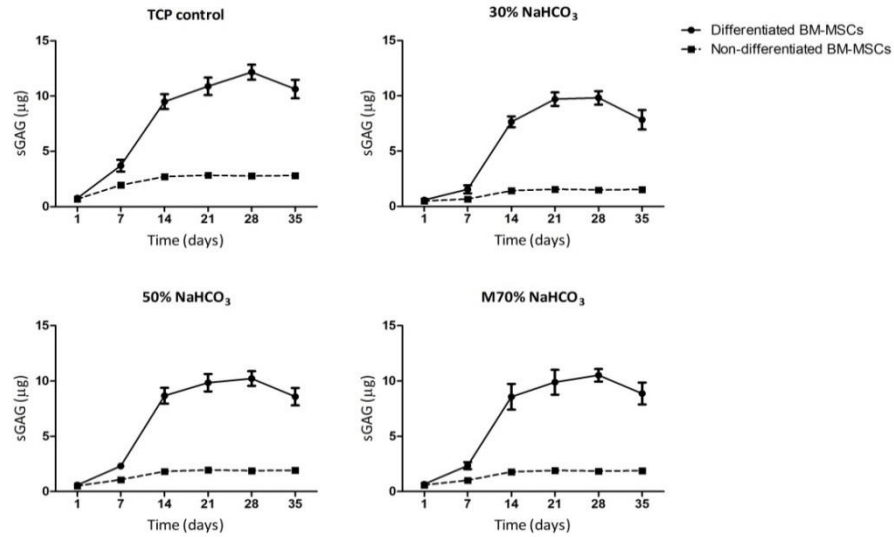 TCP control
15
10
5
0
sGAG (µg)
1 7 14 21 28 35
Time (days)
30% NaHCO₃
15
10
5
0
sGAG (µg)
1 7 14 21 28 35
Time (days)
Differentiated BM-MSCs
Non-differentiated BM-MSCs
50% NaHCO₃
15
10
5
0
sGAG (µg)
1 7 14 21 28 35
Time (days)
M70% NaHCO₃
15
10
5
0
sGAG (µg)
1 7 14 21 28 35
Time (days)